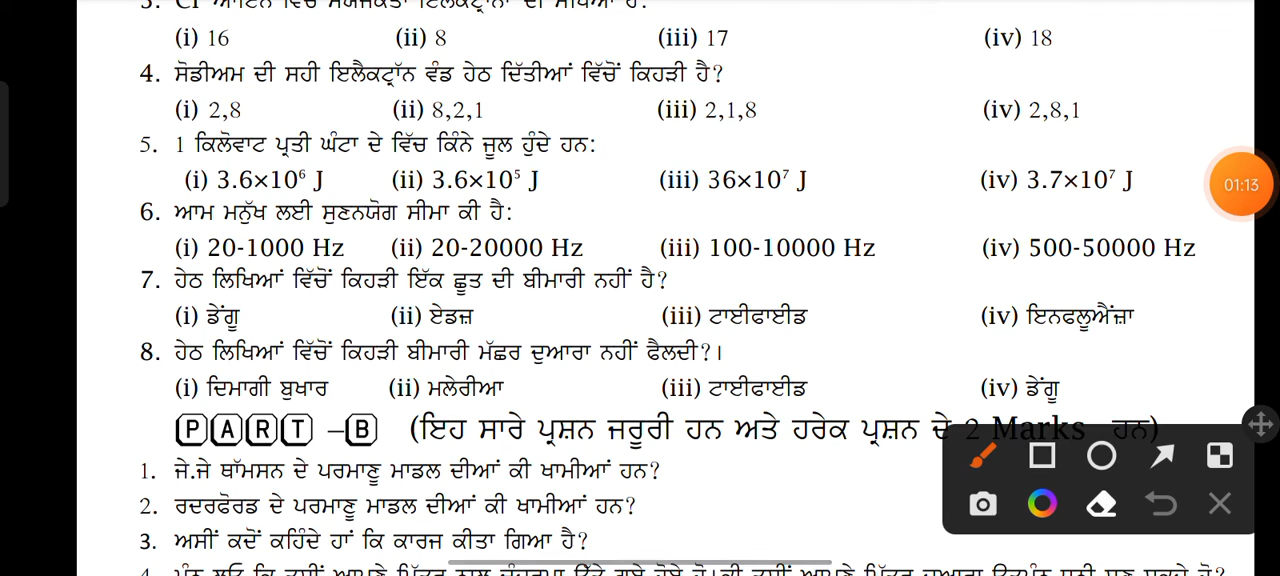 (i) 16 (ii) 8 (iii) 17 (iv) 18
4. ਸੋਡੀਅਮ ਦੀ ਸਹੀ ਇਲੈਕਟ੍ਰਾੱਨ ਵੰਡ ਹੇਠ ਦਿੱਤੀਆਂ ਵਿੱਚੋਂ ਕਿਹੜੀ ਹੈ?
(i) 2,8 (ii) 8,2,1 (iii) 2,1,8 (iv) 2,8,1
5. 1 ਕਿਲੋਵਾਟ ਪ੍ਰਤੀ ਘੰਟਾ ਦੇ ਵਿੱਚ ਕਿੰਨੇ ਜੂਲ ਹੁੰਦੇ ਹਨ:
(i) 3.6×10⁶ J (ii) 3.6×10⁵ J (iii) 36×10⁷ J (iv) 3.7×10⁷ J
01:13
6. ਆਮ ਮਨੁੱਖ ਲਈ ਸੁਣਨਯੋਗ ਸੀਮਾ ਕੀ ਹੈ:
(i) 20-1000 Hz (ii) 20-20000 Hz (iii) 100-10000 Hz (iv) 500-50000 Hz
7. ਹੇਠ ਲਿਖਿਆਂ ਵਿੱਚੋਂ ਕਿਹੜੀ ਇੱਕ ਛੂਤ ਦੀ ਬੀਮਾਰੀ ਨਹੀਂ ਹੈ?
(i) ਡੇਂਗੂ (ii) ਏਡਜ਼ (iii) ਟਾਈਫਾਈਡ (iv) ਇਨਫਲੂਐਂਜ਼ਾ
8. ਹੇਠ ਲਿਖਿਆਂ ਵਿੱਚੋਂ ਕਿਹੜੀ ਬੀਮਾਰੀ ਮੱਛਰ ਦੁਆਰਾ ਨਹੀਂ ਫੈਲਦੀ?।
(i) ਦਿਮਾਗੀ ਬੁਖਾਰ (ii) ਮਲੇਰੀਆ (iii) ਟਾਈਫਾਈਡ (iv) ਡੇਂਗੂ
PART –B (ਇਹ ਸਾਰੇ ਪ੍ਰਸ਼ਨ ਜਰੂਰੀ ਹਨ ਅਤੇ ਹਰੇਕ ਪ੍ਰਸ਼ਨ ਦੇ 2 Marks ਹਨ)
1. ਜੇ.ਜੇ ਥਾੱਮਸਨ ਦੇ ਪਰਮਾਣੂ ਮਾਡਲ ਦੀਆਂ ਕੀ ਖਾਮੀਆਂ ਹਨ?
2. ਰਦਰਫੋਰਡ ਦੇ ਪਰਮਾਣੂ ਮਾਡਲ ਦੀਆਂ ਕੀ ਖਾਮੀਆਂ ਹਨ?
3. ਅਸੀਂ ਕਦੋਂ ਕਹਿੰਦੇ ਹਾਂ ਕਿ ਕਾਰਜ ਕੀਤਾ ਗਿਆ ਹੈ?